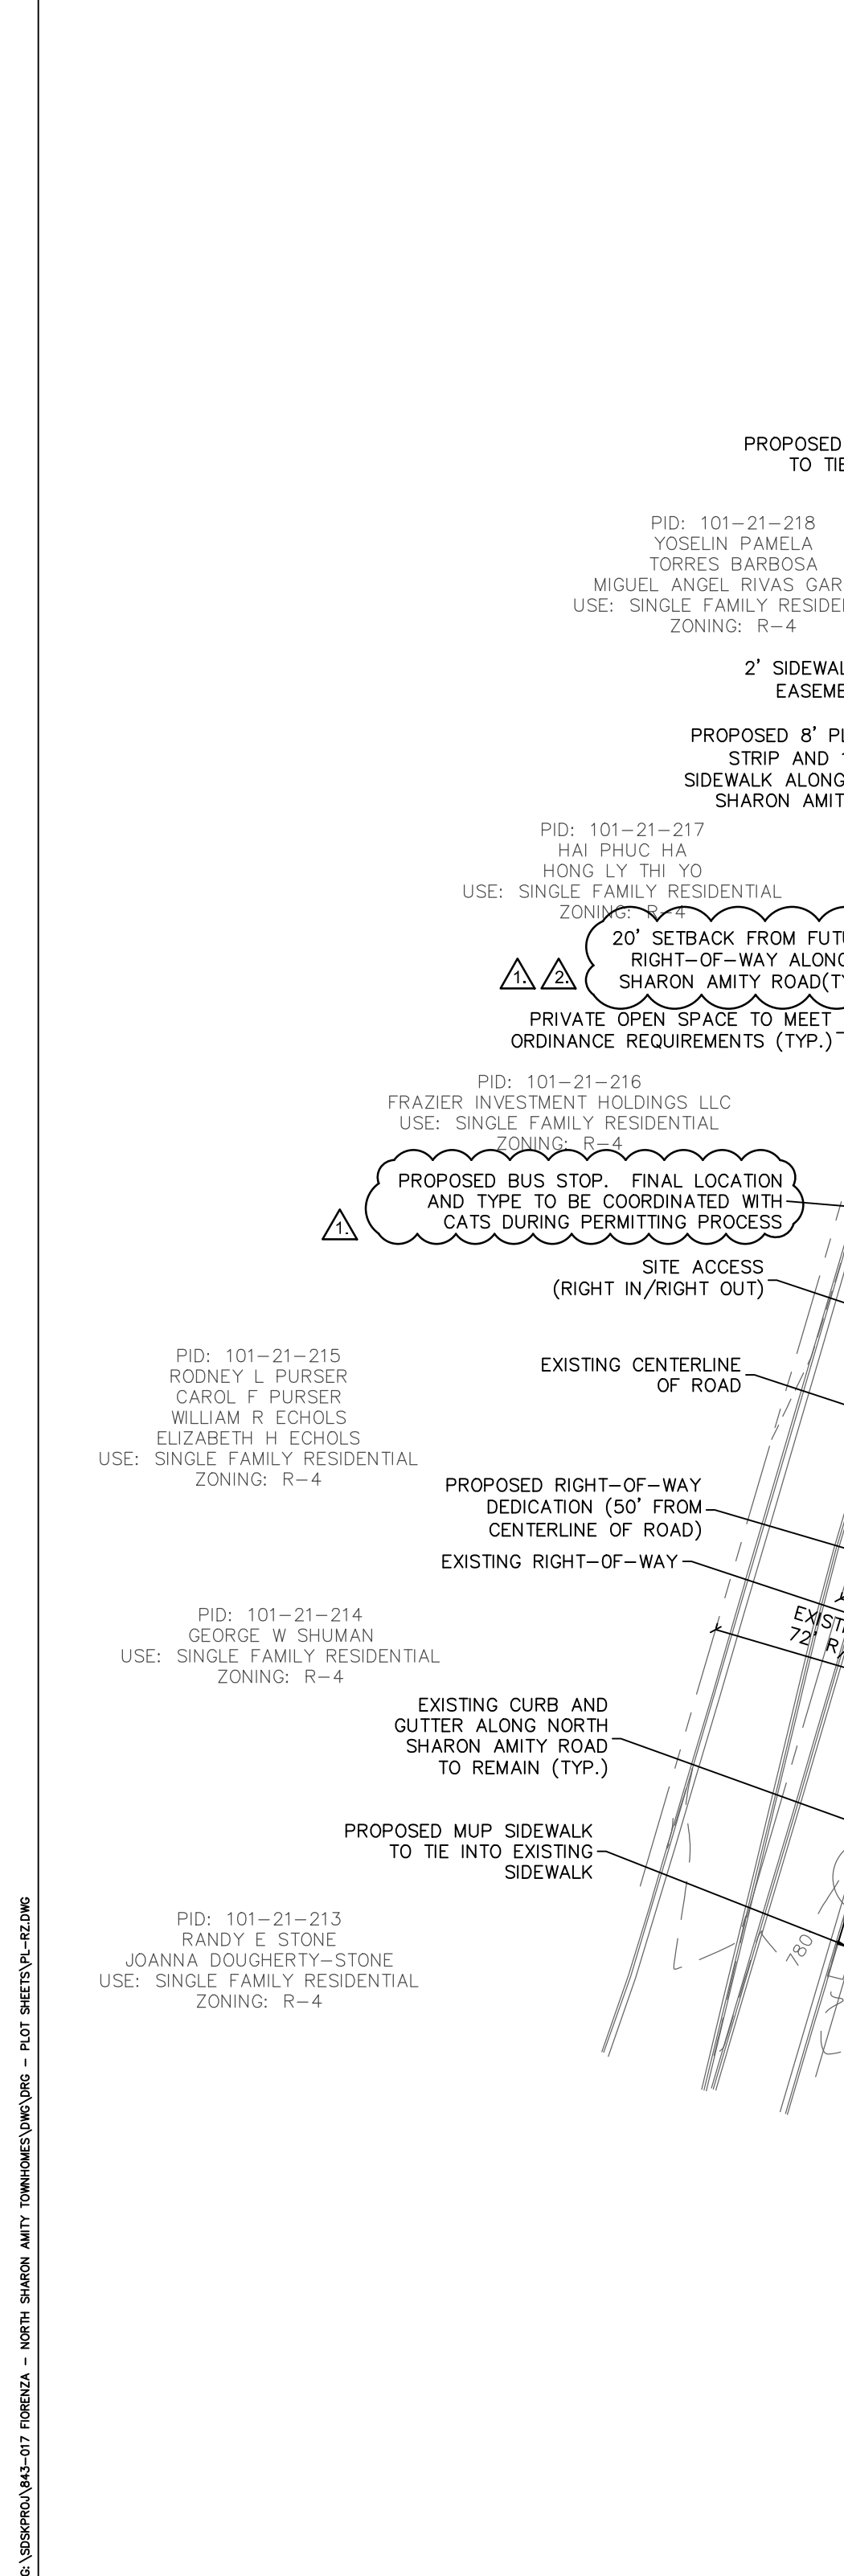 PROPOSED
TO TIE
PID: 101-21-218
YOSELIN PAMELA
TORRES BARBOSA
MIGUEL ANGEL RIVAS GAR
USE: SINGLE FAMILY RESIDE
ZONING: R-4
2' SIDEWAL
EASEME
PROPOSED 8' PL
STRIP AND 1
SIDEWALK ALONG
SHARON AMIT
PID: 101-21-217
HAI PHUC HA
HONG LY THI YO
USE: SINGLE FAMILY RESIDENTIAL
ZONING: R-4
20' SETBACK FROM FUTU
RIGHT-OF-WAY ALONG
SHARON AMITY ROAD(TY
1. 2.
PRIVATE OPEN SPACE TO MEET
ORDINANCE REQUIREMENTS (TYP.)
PID: 101-21-216
FRAZIER INVESTMENT HOLDINGS LLC
USE: SINGLE FAMILY RESIDENTIAL
ZONING: R-4
PROPOSED BUS STOP. FINAL LOCATION
AND TYPE TO BE COORDINATED WITH
CATS DURING PERMITTING PROCESS
1.
SITE ACCESS
(RIGHT IN/RIGHT OUT)
PID: 101-21-215
RODNEY L PURSER
CAROL F PURSER
WILLIAM R ECHOLS
ELIZABETH H ECHOLS
USE: SINGLE FAMILY RESIDENTIAL
ZONING: R-4
EXISTING CENTERLINE
OF ROAD
PROPOSED RIGHT-OF-WAY
DEDICATION (50' FROM
CENTERLINE OF ROAD)
EXISTING RIGHT-OF-WAY
EXIST
72' R/
PID: 101-21-214
GEORGE W SHUMAN
USE: SINGLE FAMILY RESIDENTIAL
ZONING: R-4
EXISTING CURB AND
GUTTER ALONG NORTH
SHARON AMITY ROAD
TO REMAIN (TYP.)
PROPOSED MUP SIDEWALK
TO TIE INTO EXISTING
SIDEWALK
780
PID: 101-21-213
RANDY E STONE
JOANNA DOUGHERTY-STONE
USE: SINGLE FAMILY RESIDENTIAL
ZONING: R-4
G:\SDSKPROJ\843-017 FIORENZA - NORTH SHARON AMITY TOWNHOMES\DWG\DRG - PLOT SHEETS\PL-RZ.DWG